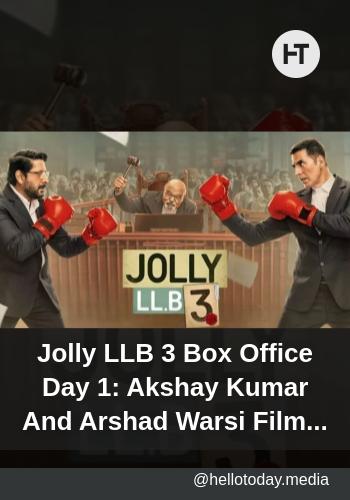 HT
JOLLY
LL.B 3
Jolly LLB 3 Box Office
Day 1: Akshay Kumar
And Arshad Warsi Film...
@hellotoday.media